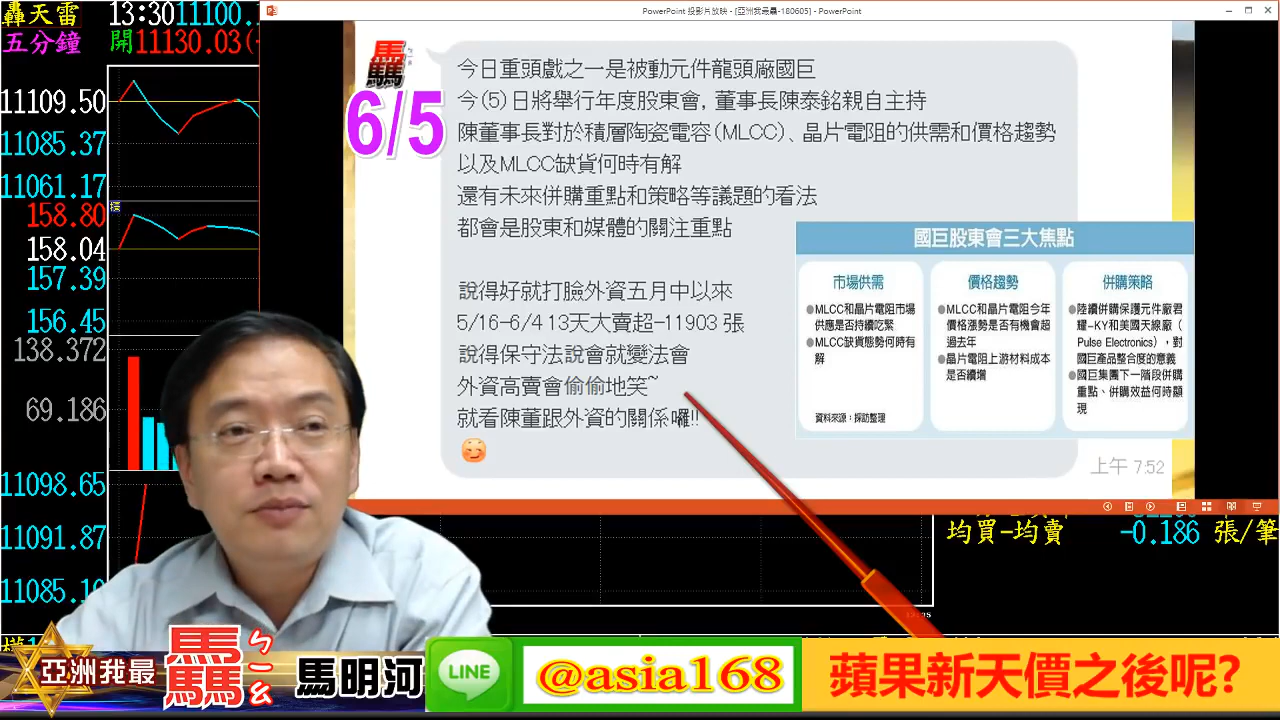 轟天雷
13:30
11100.
五分鐘
開11130.03(
11109.50
11085.37
11061.17
158.80
158.04
157.39
156.45
138.372
69.186
11098.65
11091.87
11085.10
PowerPoint 投影片放映 - [亞洲我最驫-180605] - PowerPoint
驫
6/5
今日重頭戲之一是被動元件龍頭廠國巨
今(5)日將舉行年度股東會,董事長陳泰銘親自主持
陳董事長對於積層陶瓷電容(MLCC)、晶片電阻的供需和價格趨勢
以及MLCC缺貨何時有解
還有未來併購重點和策略等議題的看法
都會是股東和媒體的關注重點
說得好就打臉外資五月中以來
5/16-6/4 13天大賣超-11903 張
說得保守法說會就變法會
外資高賣會偷偷地笑~
就看陳董跟外資的關係囉!!
上午 7:52
國巨股東會三大焦點
市場供需
●MLCC和晶片電阻市場
供應是否持續吃緊
●MLCC缺貨態勢何時有
解
資料來源：採訪整理
價格趨勢
●MLCC和晶片電阻今年
價格漲勢是否有機會超
過去年
●晶片電阻上游材料成本
是否續增
併購策略
●陸續併購保護元件廠君
耀-KY和美國天線廠（
Pulse Electronics），對
國巨產品整合度的意義
●國巨集團下一階段併購
重點、併購效益何時顯
現
均買-均賣
-0.186 張/筆
亞洲我最
驫
ㄅㄧㄠ
馬明河
LINE
@asia168
蘋果新天價之後呢?